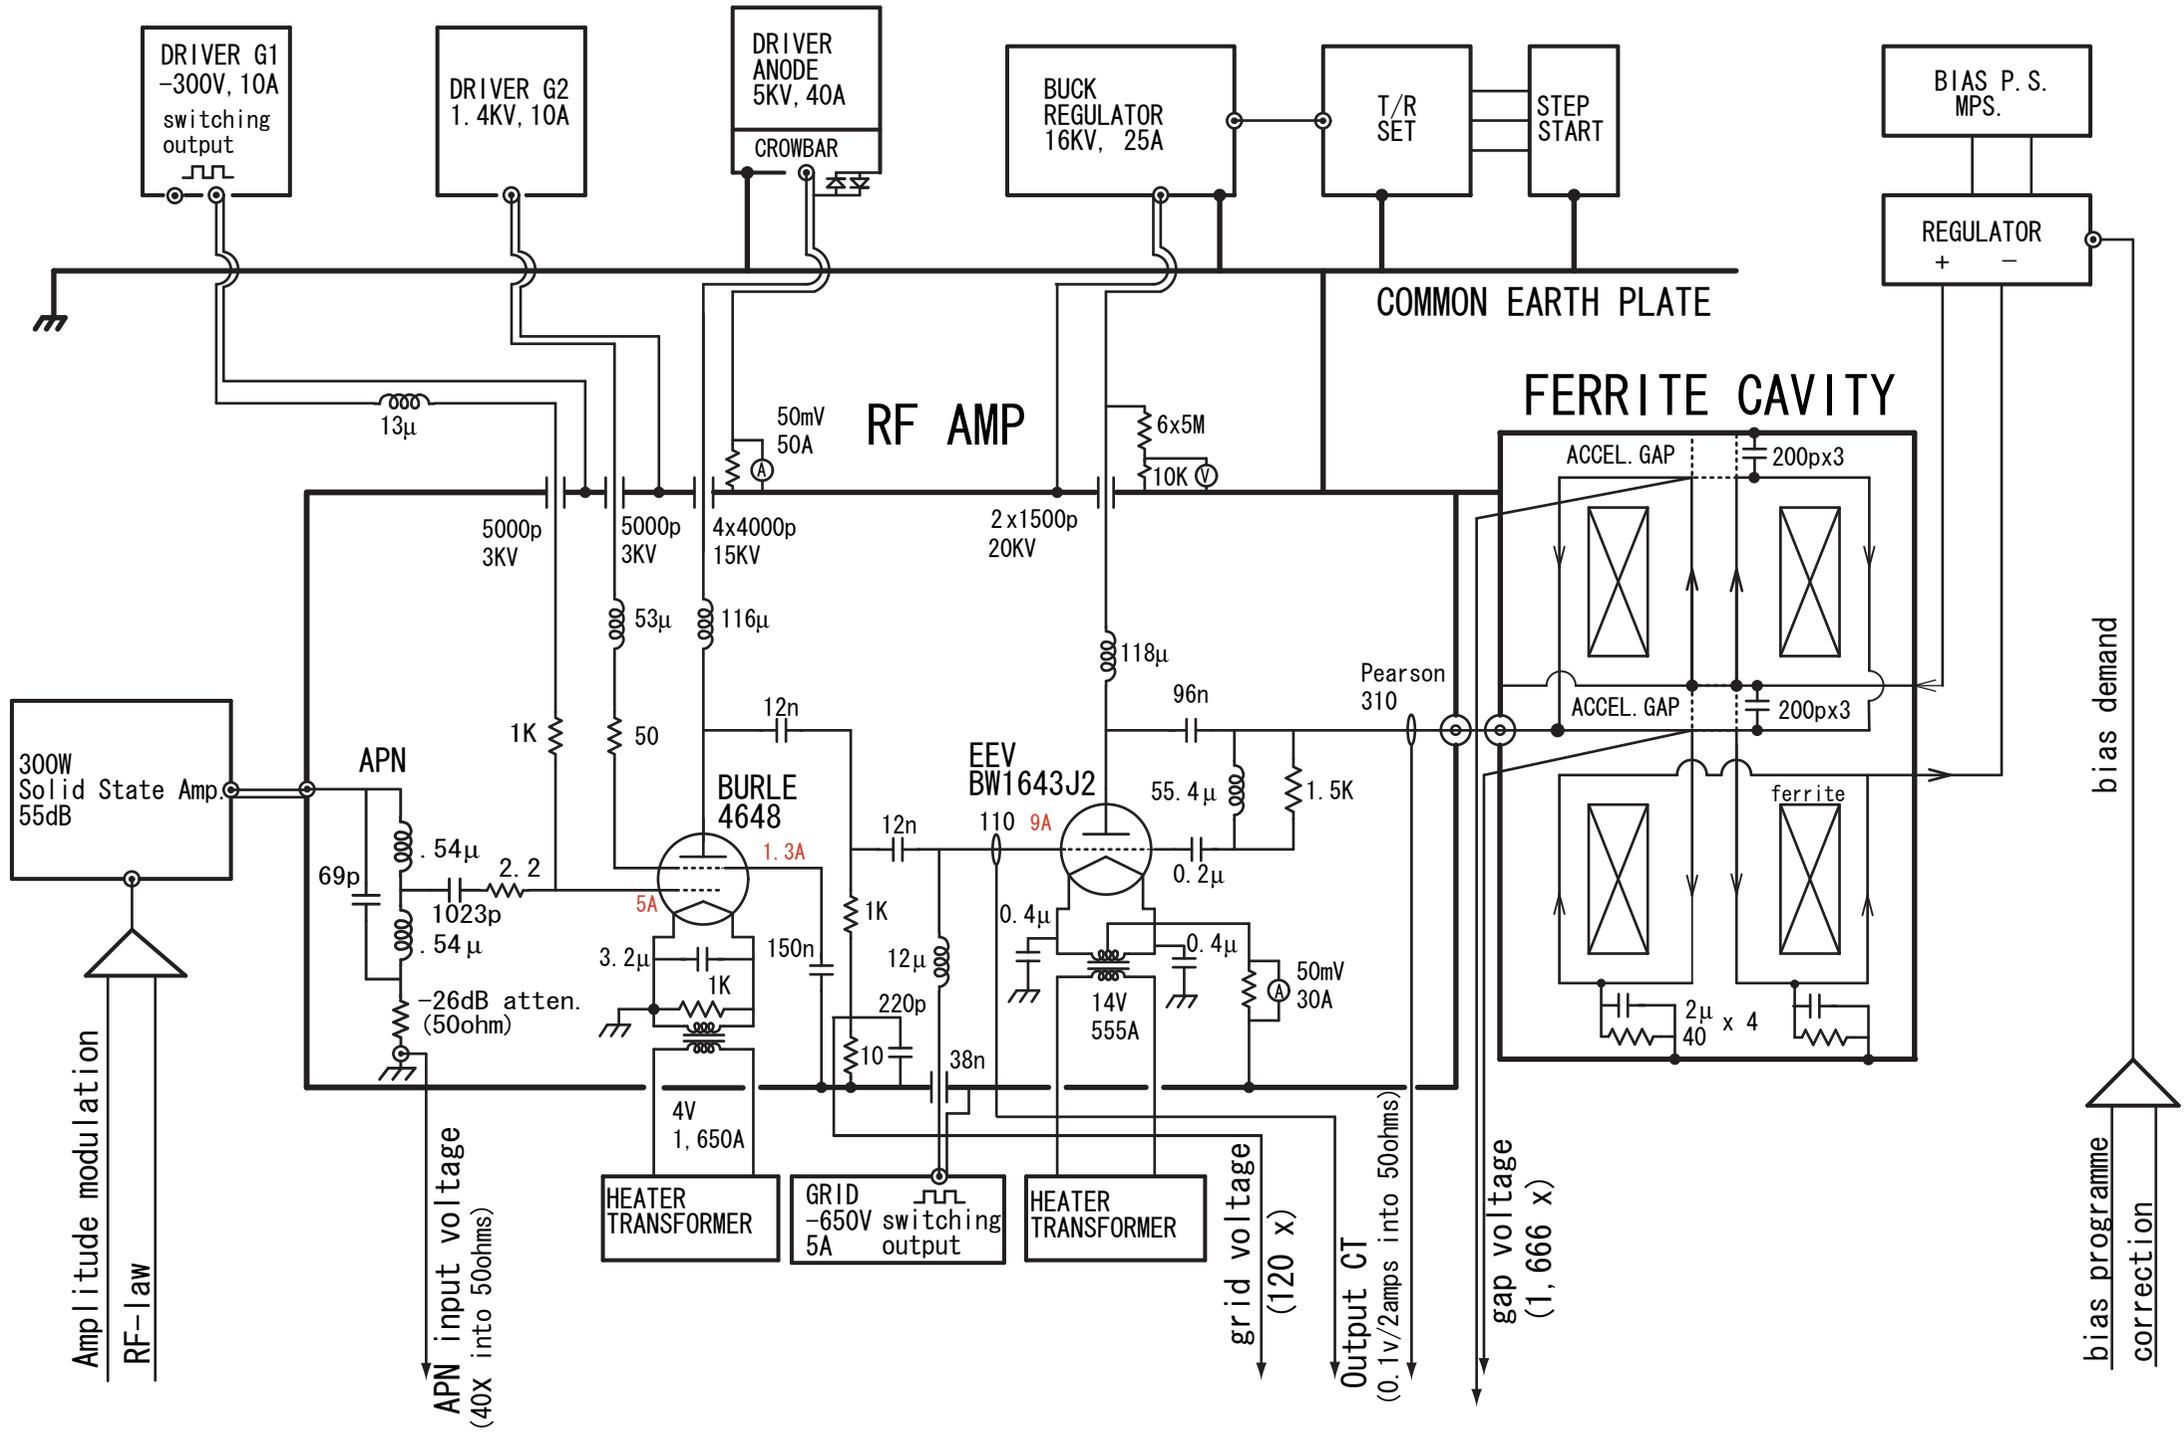 DRIVER G1
-300V, 10A
switching
output
DRIVER G2
1.4KV, 10A
DRIVER
ANODE
5KV, 40A
CROWBAR
BUCK
REGULATOR
16KV, 25A
T/R
SET
STEP
START
BIAS P.S.
MPS.
REGULATOR
+ −
COMMON EARTH PLATE
13μ
RF AMP
50mV
50A
A
6x5M
10K
V
FERRITE CAVITY
ACCEL.GAP
200px3
5000p
3KV
5000p
3KV
4x4000p
15KV
2x1500p
20KV
53μ
116μ
118μ
Pearson
310
ACCEL.GAP
200px3
bias demand
1K
50
12n
96n
300W
Solid State Amp.
55dB
APN
BURLE
4648
EEV
BW1643J2
55.4μ
1.5K
ferrite
.54μ
69p
2.2
1023p
.54μ
1.3A
5A
12n
110
9A
0.2μ
3.2μ
1K
150n
1K
12μ
0.4μ
0.4μ
-26dB atten.
(50ohm)
220p
10
38n
14V
555A
50mV
30A
A
2μ
40
x 4
4V
1,650A
HEATER
TRANSFORMER
GRID
-650V
5A
switching
output
HEATER
TRANSFORMER
Amplitude modulation
RF-law
APN input voltage
(40X into 50ohms)
grid voltage
(120 x)
Output CT
(0.1v/2amps into 50ohms)
gap voltage
(1,666 x)
bias programme
correction